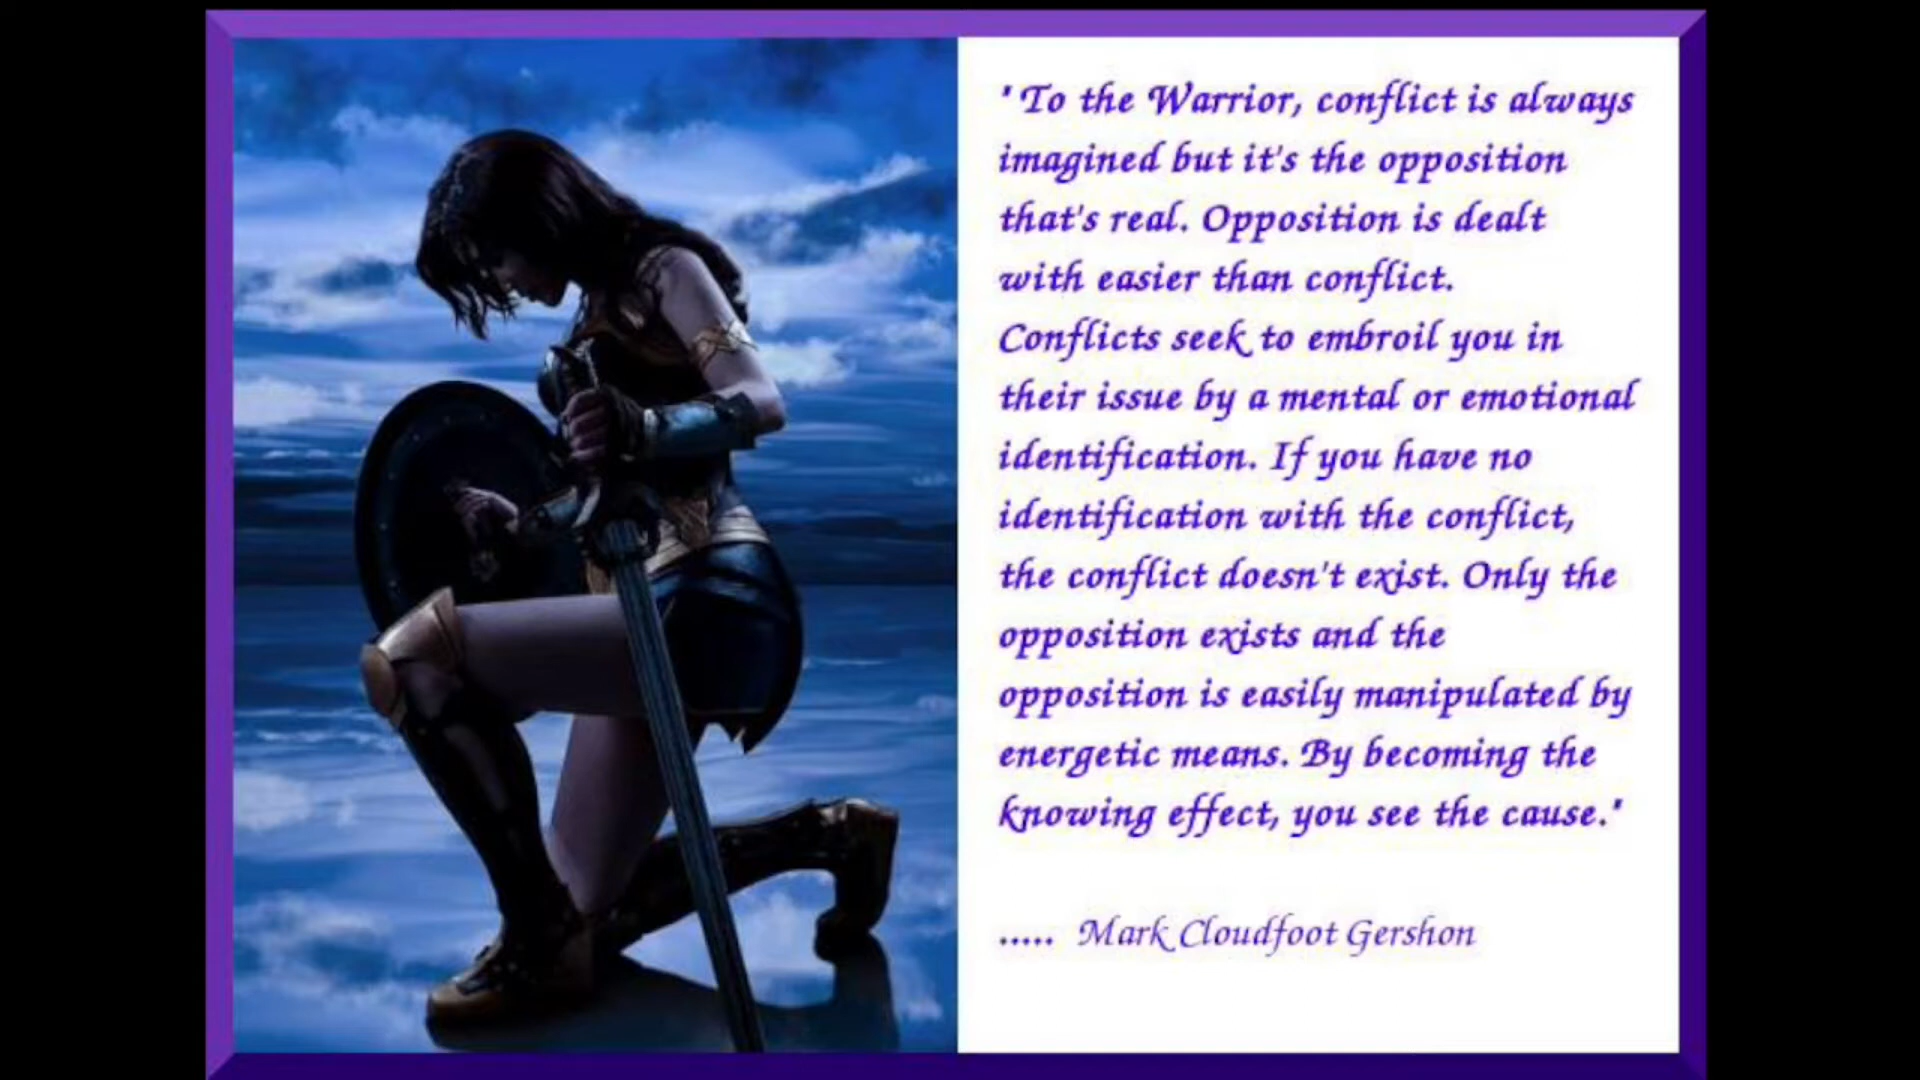 " To the Warrior, conflict is always
imagined but it's the opposition
that's real. Opposition is dealt
with easier than conflict.
Conflicts seek to embroil you in
their issue by a mental or emotional
identification. If you have no
identification with the conflict,
the conflict doesn't exist. Only the
opposition exists and the
opposition is easily manipulated by
energetic means. By becoming the
knowing effect, you see the cause."
..... Mark Cloudfoot Gershon